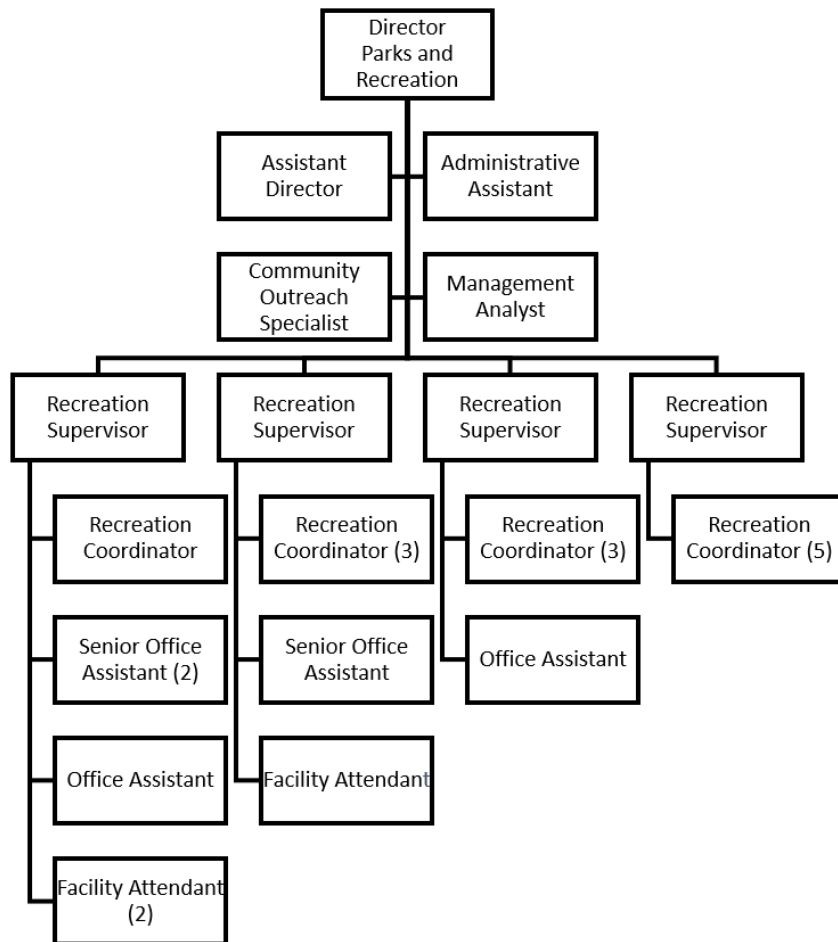 Director
Parks and
Recreation
Assistant
Director
Administrative
Assistant
Community
Outreach
Specialist
Management
Analyst
Recreation
Supervisor
Recreation
Supervisor
Recreation
Supervisor
Recreation
Supervisor
Recreation
Coordinator
Recreation
Coordinator (3)
Recreation
Coordinator (3)
Recreation
Coordinator (5)
Senior Office
Assistant (2)
Senior Office
Assistant
Office Assistant
Office Assistant
Facility Attendant
Facility Attendant
(2)